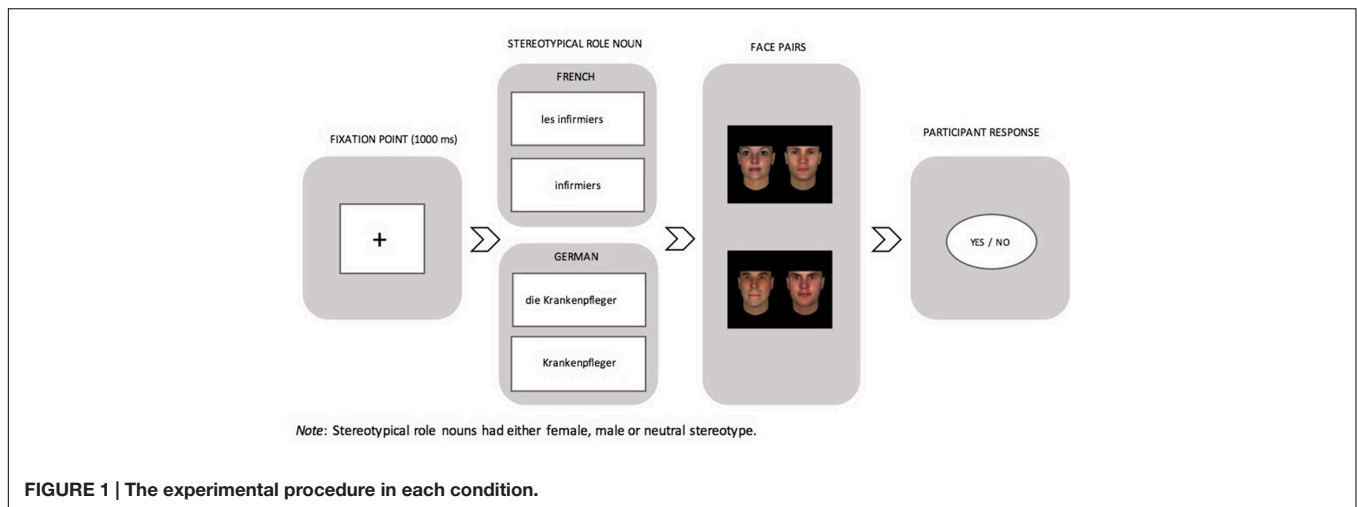 STEREOTYPICAL ROLE NOUN
FACE PAIRS
FRENCH
les infirmiers
infirmiers
FIXATION POINT (1000 ms)
+
PARTICIPANT RESPONSE
YES / NO
GERMAN
die Krankenpfleger
Krankenpfleger
Note: Stereotypical role nouns had either female, male or neutral stereotype.
FIGURE 1 | The experimental procedure in each condition.